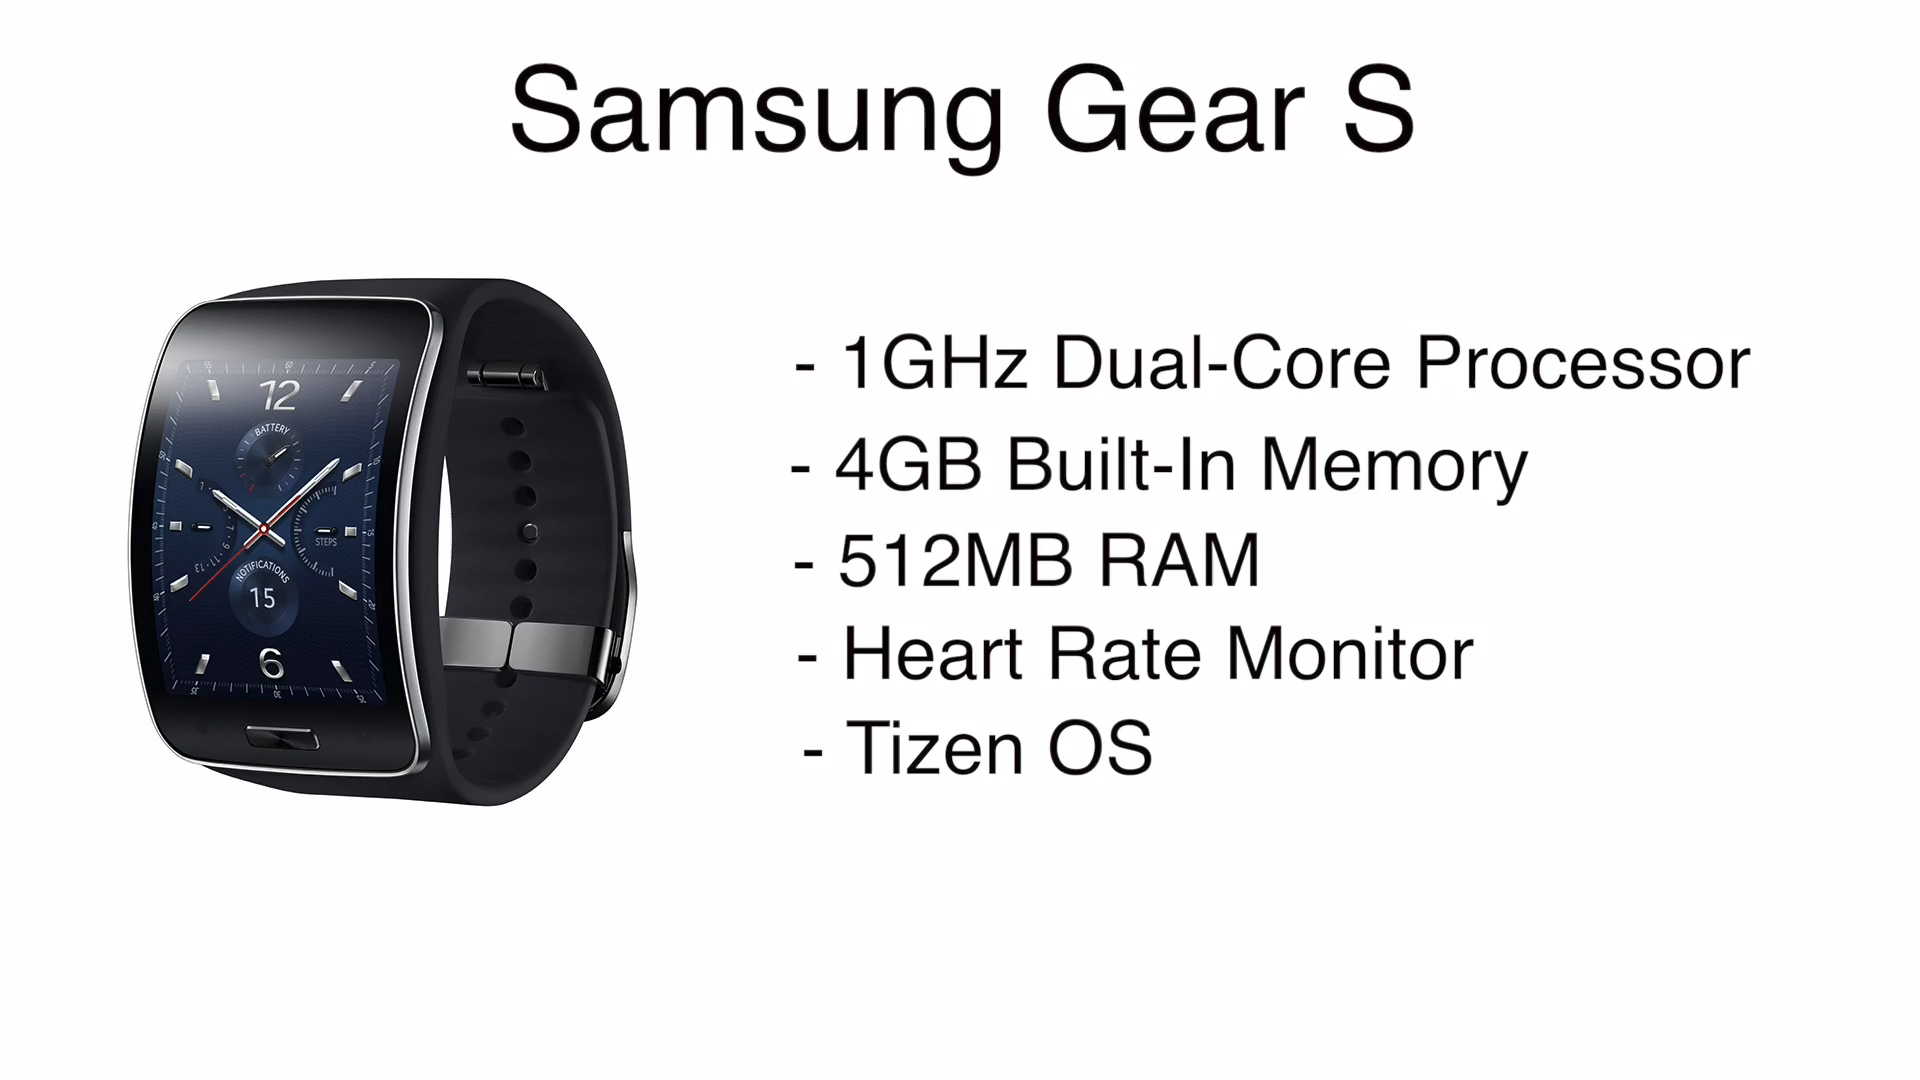 Samsung Gear S
- 1GHz Dual-Core Processor
- 4GB Built-In Memory
- 512MB RAM
- Heart Rate Monitor
- Tizen OS
12
BATTERY
STEPS
NOTIFICATIONS
15
6